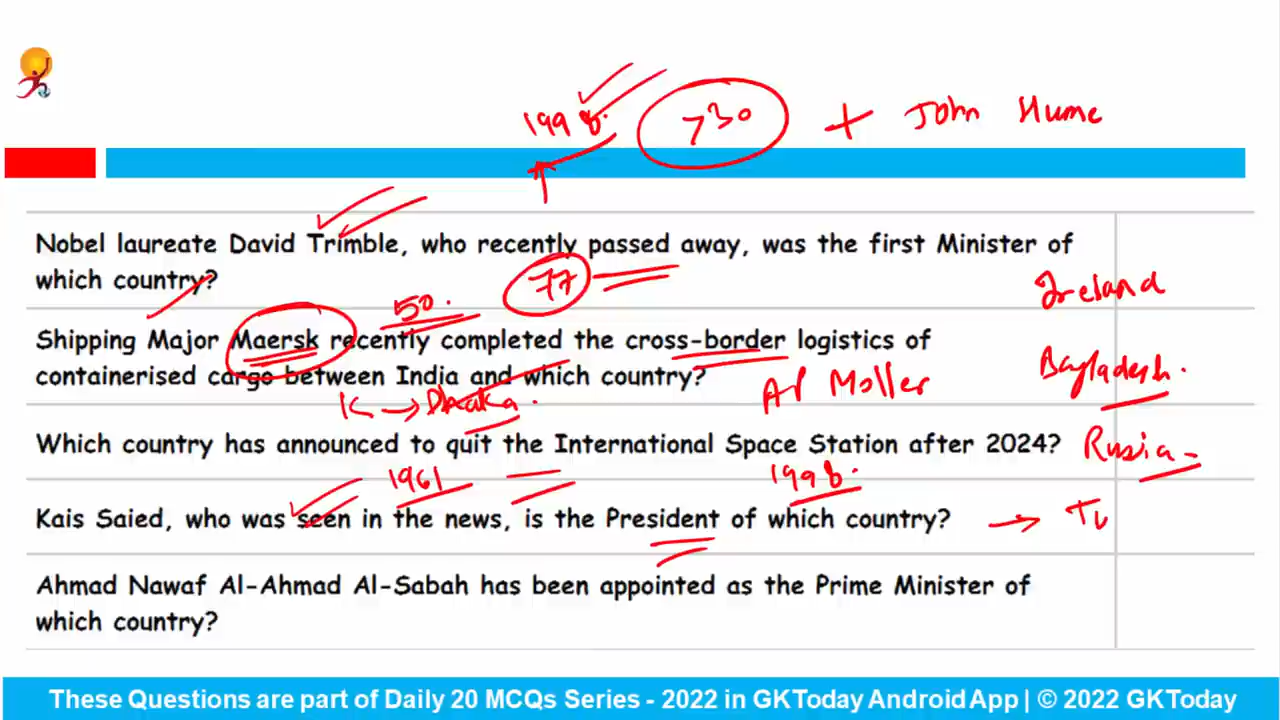 1998. 730 + John Hume
Nobel laureate David Trimble, who recently passed away, was the first Minister of
which country?
77
Ireland
50.
Shipping Major Maersk recently completed the cross-border logistics of
containerised cargo between India and which country?
Bangladesh.
K → Dhaka.
AP Moller
Which country has announced to quit the International Space Station after 2024?
Russia
1961
1998.
Kais Saied, who was seen in the news, is the President of which country?
→ Tu
Ahmad Nawaf Al-Ahmad Al-Sabah has been appointed as the Prime Minister of
which country?
These Questions are part of Daily 20 MCQs Series - 2022 in GKToday Android App | © 2022 GKToday